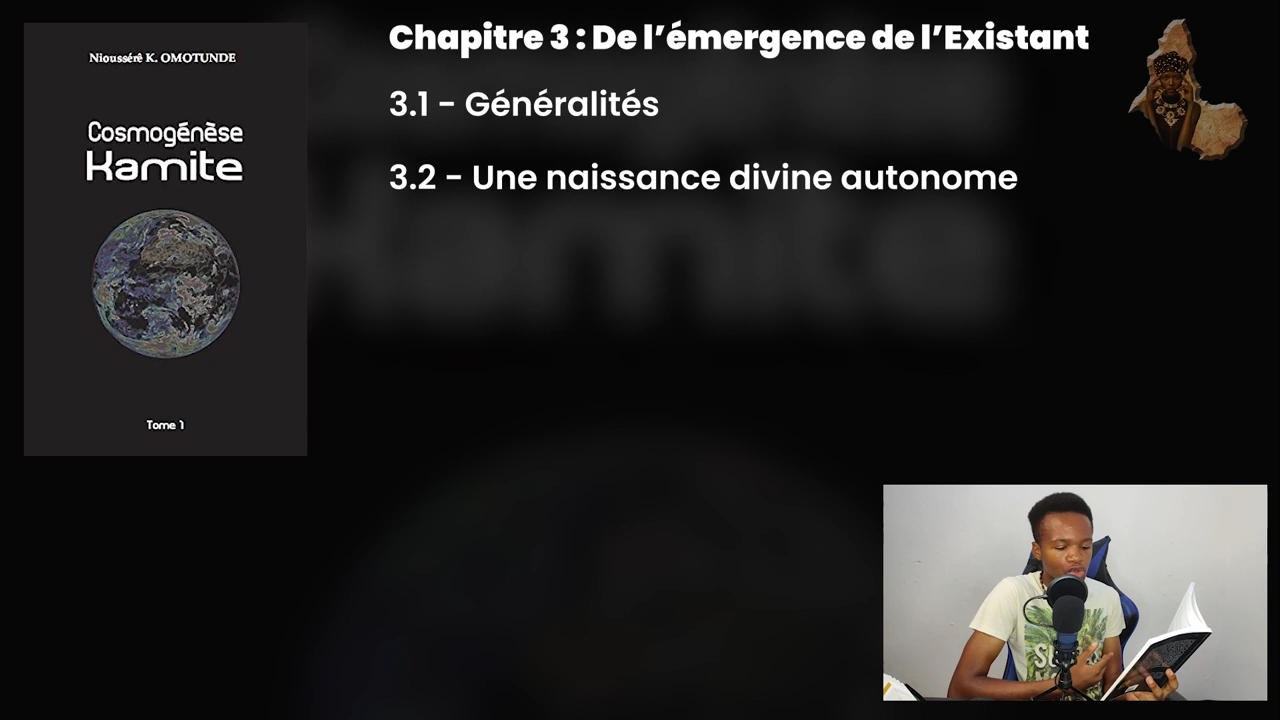 Nioussérê K. OMOTUNDE
Cosmogénèse
Kamite
Tome 1
Chapitre 3 : De l’émergence de l’Existant
3.1 - Généralités
3.2 - Une naissance divine autonome